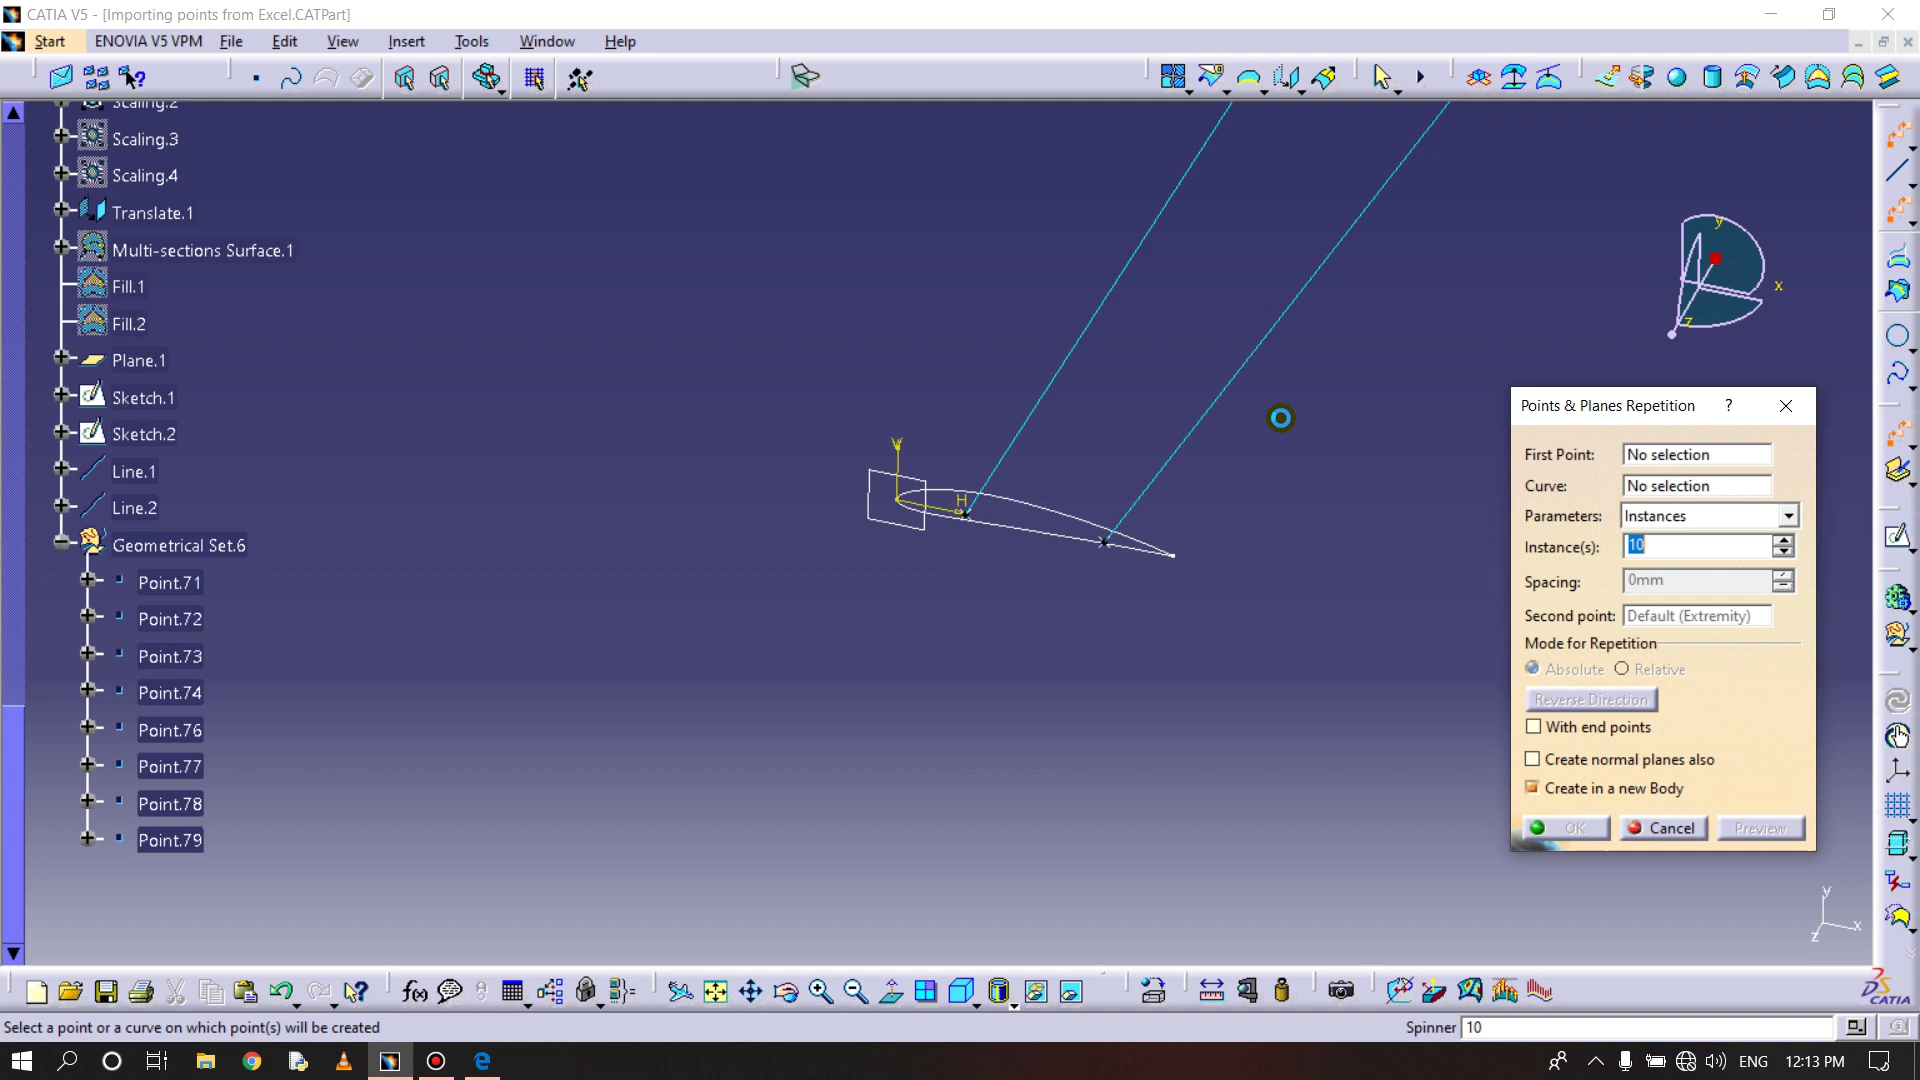 CATIA V5 - [Importing points from Excel.CATPart]
Start ENOVIA V5 VPM File Edit View Insert Tools Window Help
Scaling.2
Scaling.3
Scaling.4
Translate.1
Multi-sections Surface.1
Fill.1
Fill.2
Plane.1
Sketch.1
Sketch.2
Line.1
Line.2
Geometrical Set.6
Point.71
Point.72
Point.73
Point.74
Point.76
Point.77
Point.78
Point.79
V
H
y
x
z
Points & Planes Repetition ?
First Point: No selection
Curve: No selection
Parameters: Instances
Instance(s): 10
Spacing: 0mm
Second point: Default (Extremity)
Mode for Repetition
Absolute Relative
Reverse Direction
With end points
Create normal planes also
Create in a new Body
OK Cancel Preview
y
x
z
f(x)
CATIA
Select a point or a curve on which point(s) will be created
Spinner 10
ENG 12:13 PM